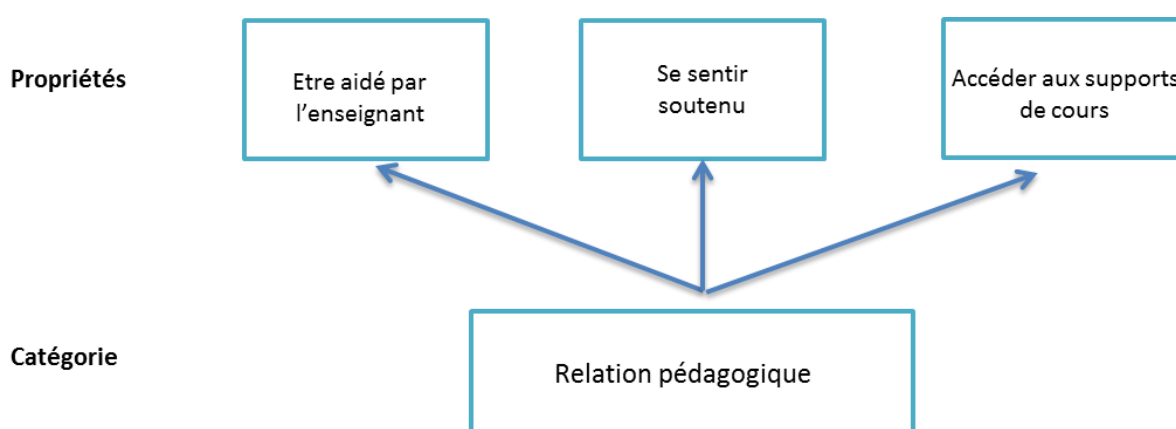 Propriétés
Etre aidé par
l’enseignant
Se sentir
soutenu
Accéder aux supports
de cours
Catégorie
Relation pédagogique